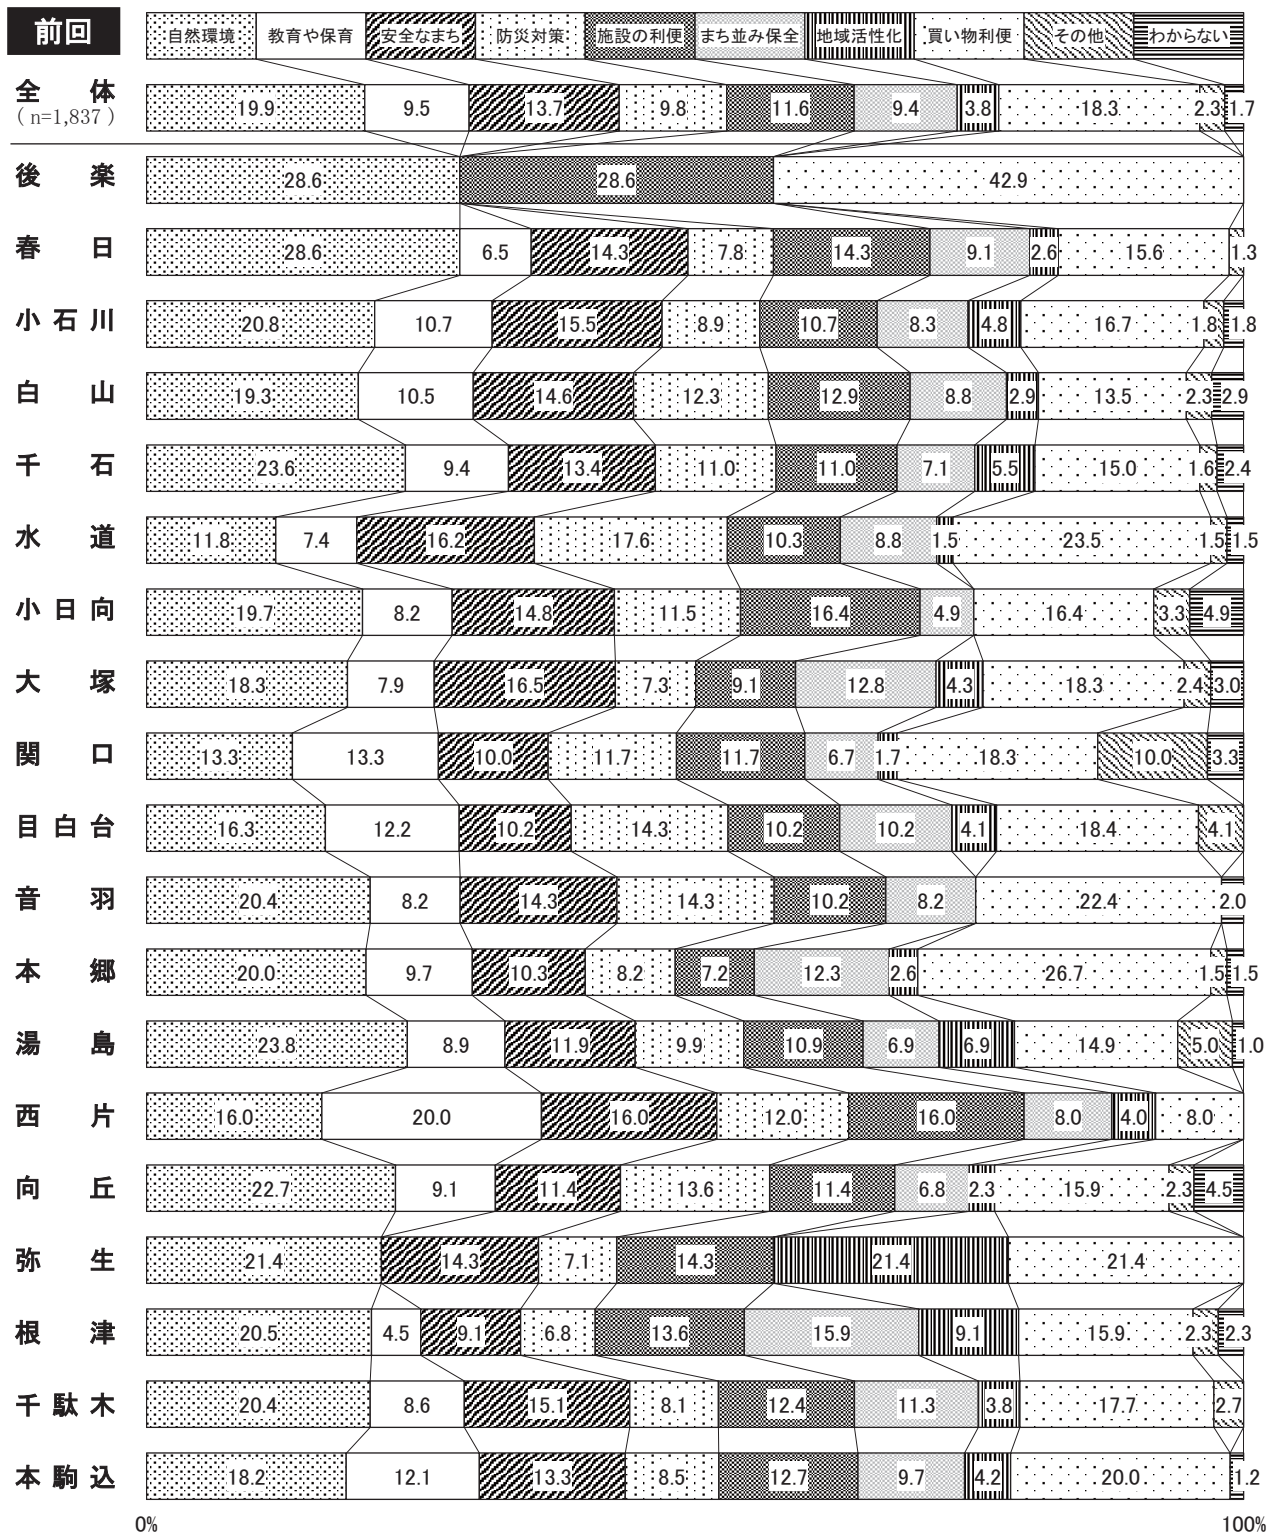 前回 自然環境 教育や保育 安全なまち 防災対策 施設の利便 まち並み保全 地域活性化 買い物利便 その他 わからない
全体 19.9 9.5 13.7 9.8 11.6 9.4 3.8 18.3 2.3 1.7
(n=1,837)
後楽 28.6 28.6 42.9
春日 28.6 6.5 14.3 7.8 14.3 9.1 2.6 15.6 1.3
小石川 20.8 10.7 15.5 8.9 10.7 8.3 4.8 16.7 1.8 1.8
白山 19.3 10.5 14.6 12.3 12.9 8.8 2.9 13.5 2.3 2.9
千石 23.6 9.4 13.4 11.0 11.0 7.1 5.5 15.0 1.6 2.4
水道 11.8 7.4 16.2 17.6 10.3 8.8 1.5 23.5 1.5 1.5
小日向 19.7 8.2 14.8 11.5 16.4 4.9 16.4 3.3 4.9
大塚 18.3 7.9 16.5 7.3 9.1 12.8 4.3 18.3 2.4 3.0
関口 13.3 13.3 10.0 11.7 11.7 6.7 1.7 18.3 10.0 3.3
目白台 16.3 12.2 10.2 14.3 10.2 10.2 4.1 18.4 4.1
音羽 20.4 8.2 14.3 14.3 10.2 8.2 22.4 2.0
本郷 20.0 9.7 10.3 8.2 7.2 12.3 2.6 26.7 1.5 1.5
湯島 23.8 8.9 11.9 9.9 10.9 6.9 6.9 14.9 5.0 1.0
西片 16.0 20.0 16.0 12.0 16.0 8.0 4.0 8.0
向丘 22.7 9.1 11.4 13.6 11.4 6.8 2.3 15.9 2.3 4.5
弥生 21.4 14.3 7.1 14.3 21.4 21.4
根津 20.5 4.5 9.1 6.8 13.6 15.9 9.1 15.9 2.3 2.3
千駄木 20.4 8.6 15.1 8.1 12.4 11.3 3.8 17.7 2.7
本駒込 18.2 12.1 13.3 8.5 12.7 9.7 4.2 20.0 1.2
0% 100%